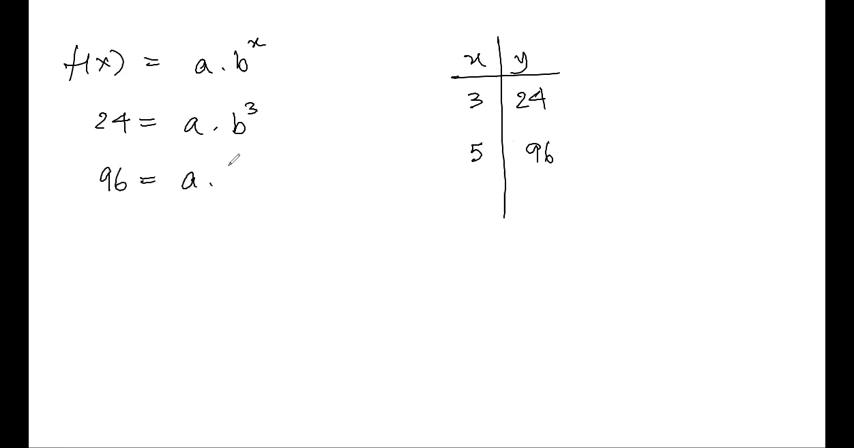 f(x) = a . b^x
24 = a . b^3
96 = a .
x | y
3 | 24
5 | 96